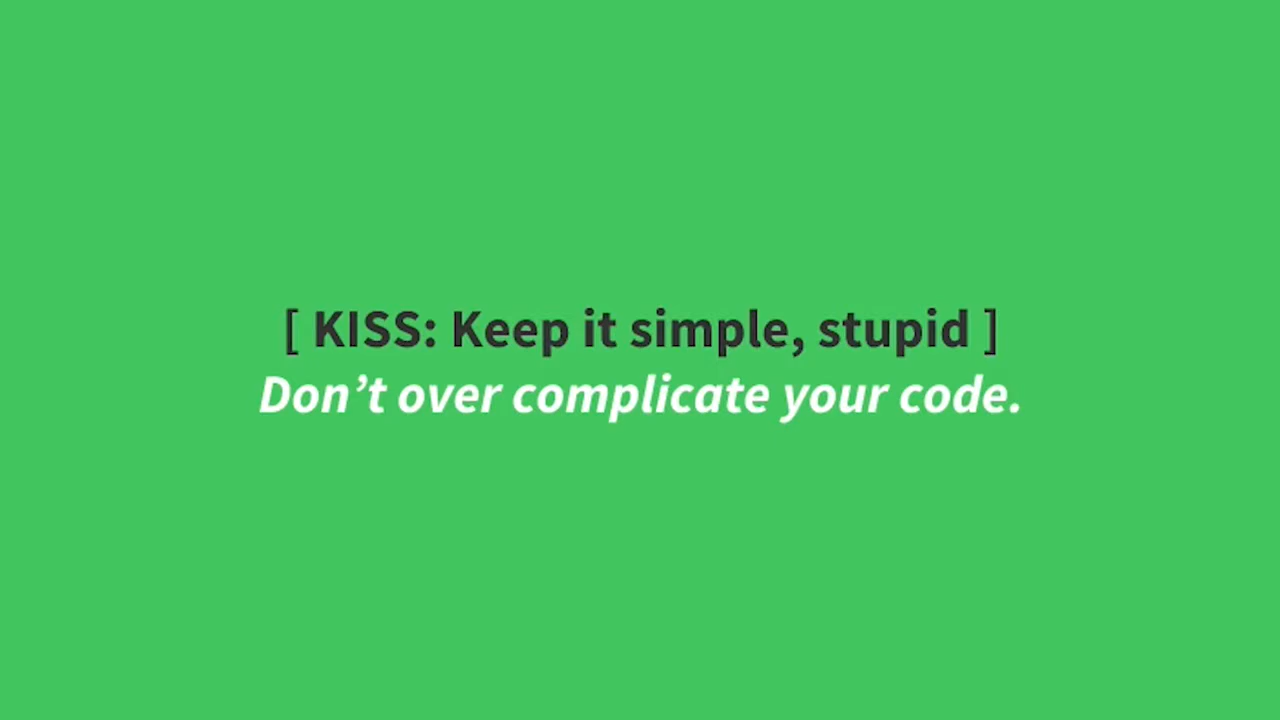 [ KISS: Keep it simple, stupid ]
Don’t over complicate your code.